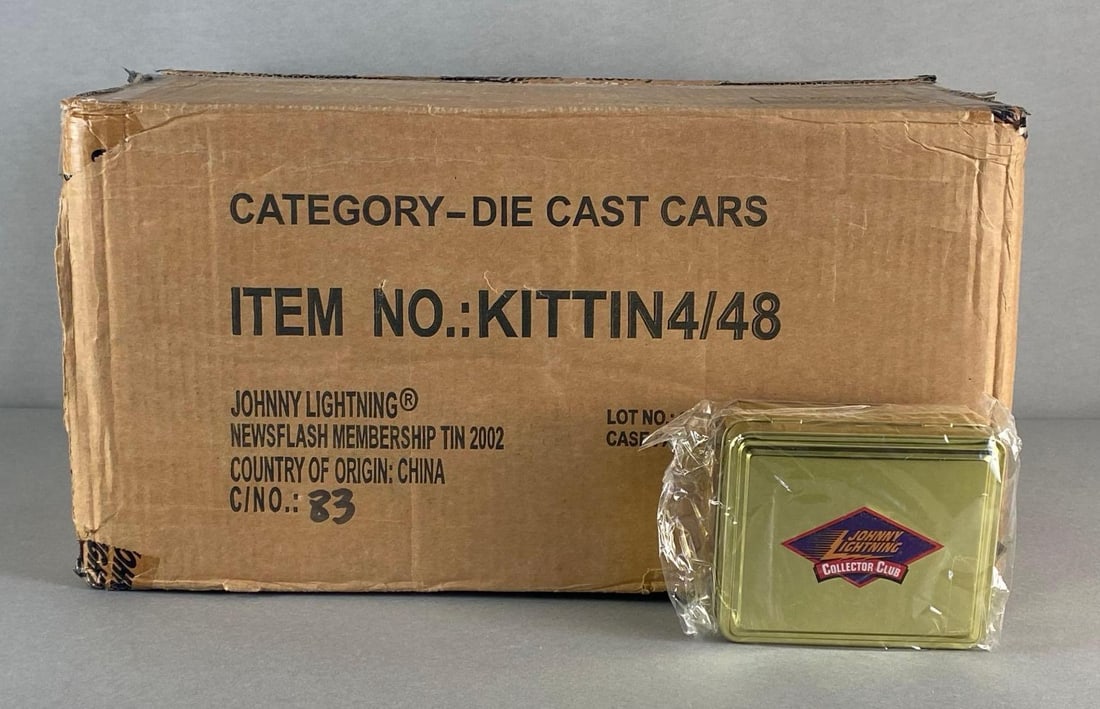 CATEGORY-DIE CAST CARS
ITEM NO.:KITTIN4/48
JOHNNY LIGHTNING®
NEWSFLASH MEMBERSHIP TIN 2002
COUNTRY OF ORIGIN: CHINA
C/NO.: 83
LOT NO.:
CASE
JOHNNY
LIGHTNING
COLLECTOR CLUB